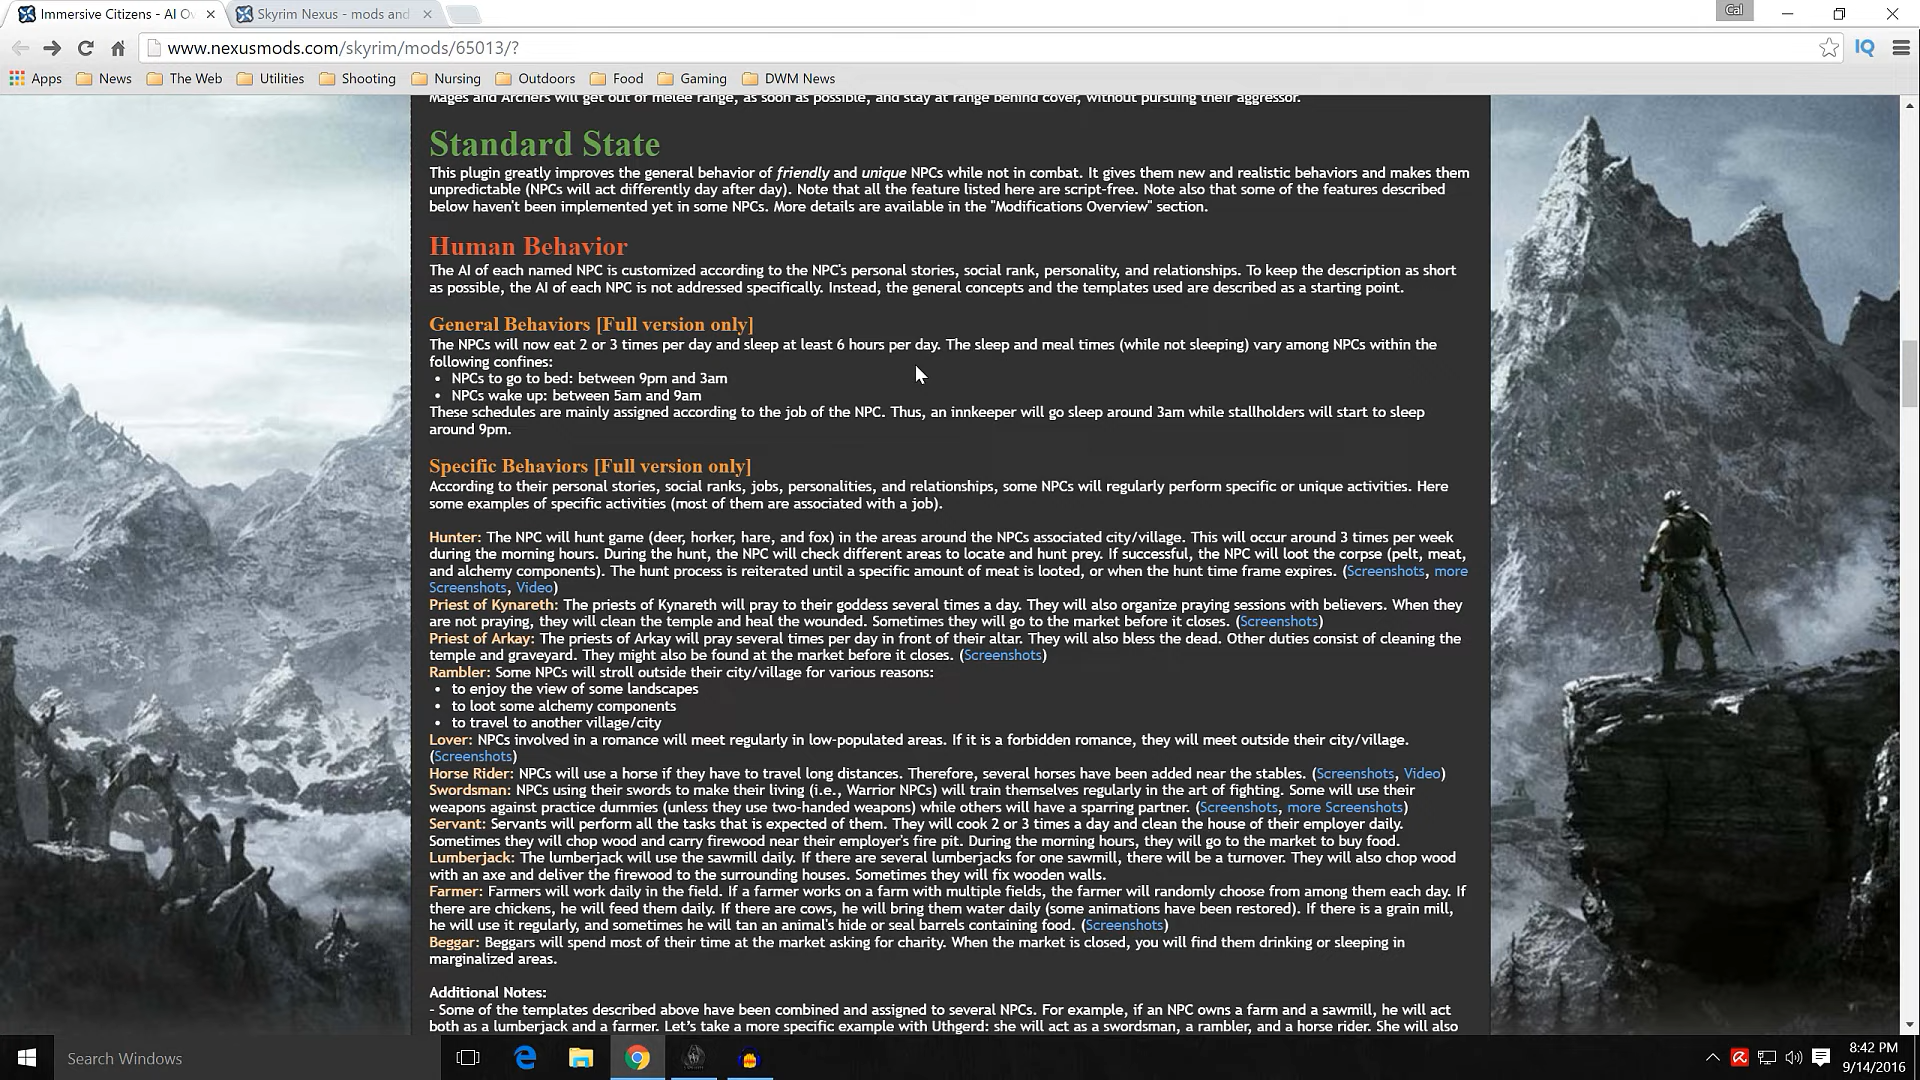 Immersive Citizens - AI Ov
Skyrim Nexus - mods and
Cal
www.nexusmods.com/skyrim/mods/65013/?
IQ
Apps News The Web Utilities Shooting Nursing Outdoors Food Gaming DWM News
Mages and Archers will get out of melee range, as soon as possible, and stay at range behind cover, without pursuing their aggressor.
Standard State
This plugin greatly improves the general behavior of friendly and unique NPCs while not in combat. It gives them new and realistic behaviors and makes them
unpredictable (NPCs will act differently day after day). Note that all the feature listed here are script-free. Note also that some of the features described
below haven't been implemented yet in some NPCs. More details are available in the "Modifications Overview" section.
Human Behavior
The AI of each named NPC is customized according to the NPC's personal stories, social rank, personality, and relationships. To keep the description as short
as possible, the AI of each NPC is not addressed specifically. Instead, the general concepts and the templates used are described as a starting point.
General Behaviors [Full version only]
The NPCs will now eat 2 or 3 times per day and sleep at least 6 hours per day. The sleep and meal times (while not sleeping) vary among NPCs within the
following confines:
• NPCs to go to bed: between 9pm and 3am
• NPCs wake up: between 5am and 9am
These schedules are mainly assigned according to the job of the NPC. Thus, an innkeeper will go sleep around 3am while stallholders will start to sleep
around 9pm.
Specific Behaviors [Full version only]
According to their personal stories, social ranks, jobs, personalities, and relationships, some NPCs will regularly perform specific or unique activities. Here
some examples of specific activities (most of them are associated with a job).
Hunter: The NPC will hunt game (deer, horker, hare, and fox) in the areas around the NPCs associated city/village. This will occur around 3 times per week
during the morning hours. During the hunt, the NPC will check different areas to locate and hunt prey. If successful, the NPC will loot the corpse (pelt, meat,
and alchemy components). The hunt process is reiterated until a specific amount of meat is looted, or when the hunt time frame expires. (Screenshots, more
Screenshots, Video)
Priest of Kynareth: The priests of Kynareth will pray to their goddess several times a day. They will also organize praying sessions with believers. When they
are not praying, they will clean the temple and heal the wounded. Sometimes they will go to the market before it closes. (Screenshots)
Priest of Arkay: The priests of Arkay will pray several times per day in front of their altar. They will also bless the dead. Other duties consist of cleaning the
temple and graveyard. They might also be found at the market before it closes. (Screenshots)
Rambler: Some NPCs will stroll outside their city/village for various reasons:
• to enjoy the view of some landscapes
• to loot some alchemy components
• to travel to another village/city
Lover: NPCs involved in a romance will meet regularly in low-populated areas. If it is a forbidden romance, they will meet outside their city/village.
(Screenshots)
Horse Rider: NPCs will use a horse if they have to travel long distances. Therefore, several horses have been added near the stables. (Screenshots, Video)
Swordsman: NPCs using their swords to make their living (i.e., Warrior NPCs) will train themselves regularly in the art of fighting. Some will use their
weapons against practice dummies (unless they use two-handed weapons) while others will have a sparring partner. (Screenshots, more Screenshots)
Servant: Servants will perform all the tasks that is expected of them. They will cook 2 or 3 times a day and clean the house of their employer daily.
Sometimes they will chop wood and carry firewood near their employer's fire pit. During the morning hours, they will go to the market to buy food.
Lumberjack: The lumberjack will use the sawmill daily. If there are several lumberjacks for one sawmill, there will be a turnover. They will also chop wood
with an axe and deliver the firewood to the surrounding houses. Sometimes they will fix wooden walls.
Farmer: Farmers will work daily in the field. If a farmer works on a farm with multiple fields, the farmer will randomly choose from among them each day. If
there are chickens, he will feed them daily. If there are cows, he will bring them water daily (some animations have been restored). If there is a grain mill,
he will use it regularly, and sometimes he will tan an animal's hide or seal barrels containing food. (Screenshots)
Beggar: Beggars will spend most of their time at the market asking for charity. When the market is closed, you will find them drinking or sleeping in
marginalized areas.
Additional Notes:
- Some of the templates described above have been combined and assigned to several NPCs. For example, if an NPC owns a farm and a sawmill, he will act
both as a lumberjack and a farmer. Let's take a more specific example with Uthgerd: she will act as a swordsman, a rambler, and a horse rider. She will also
Search Windows
8:42 PM
9/14/2016